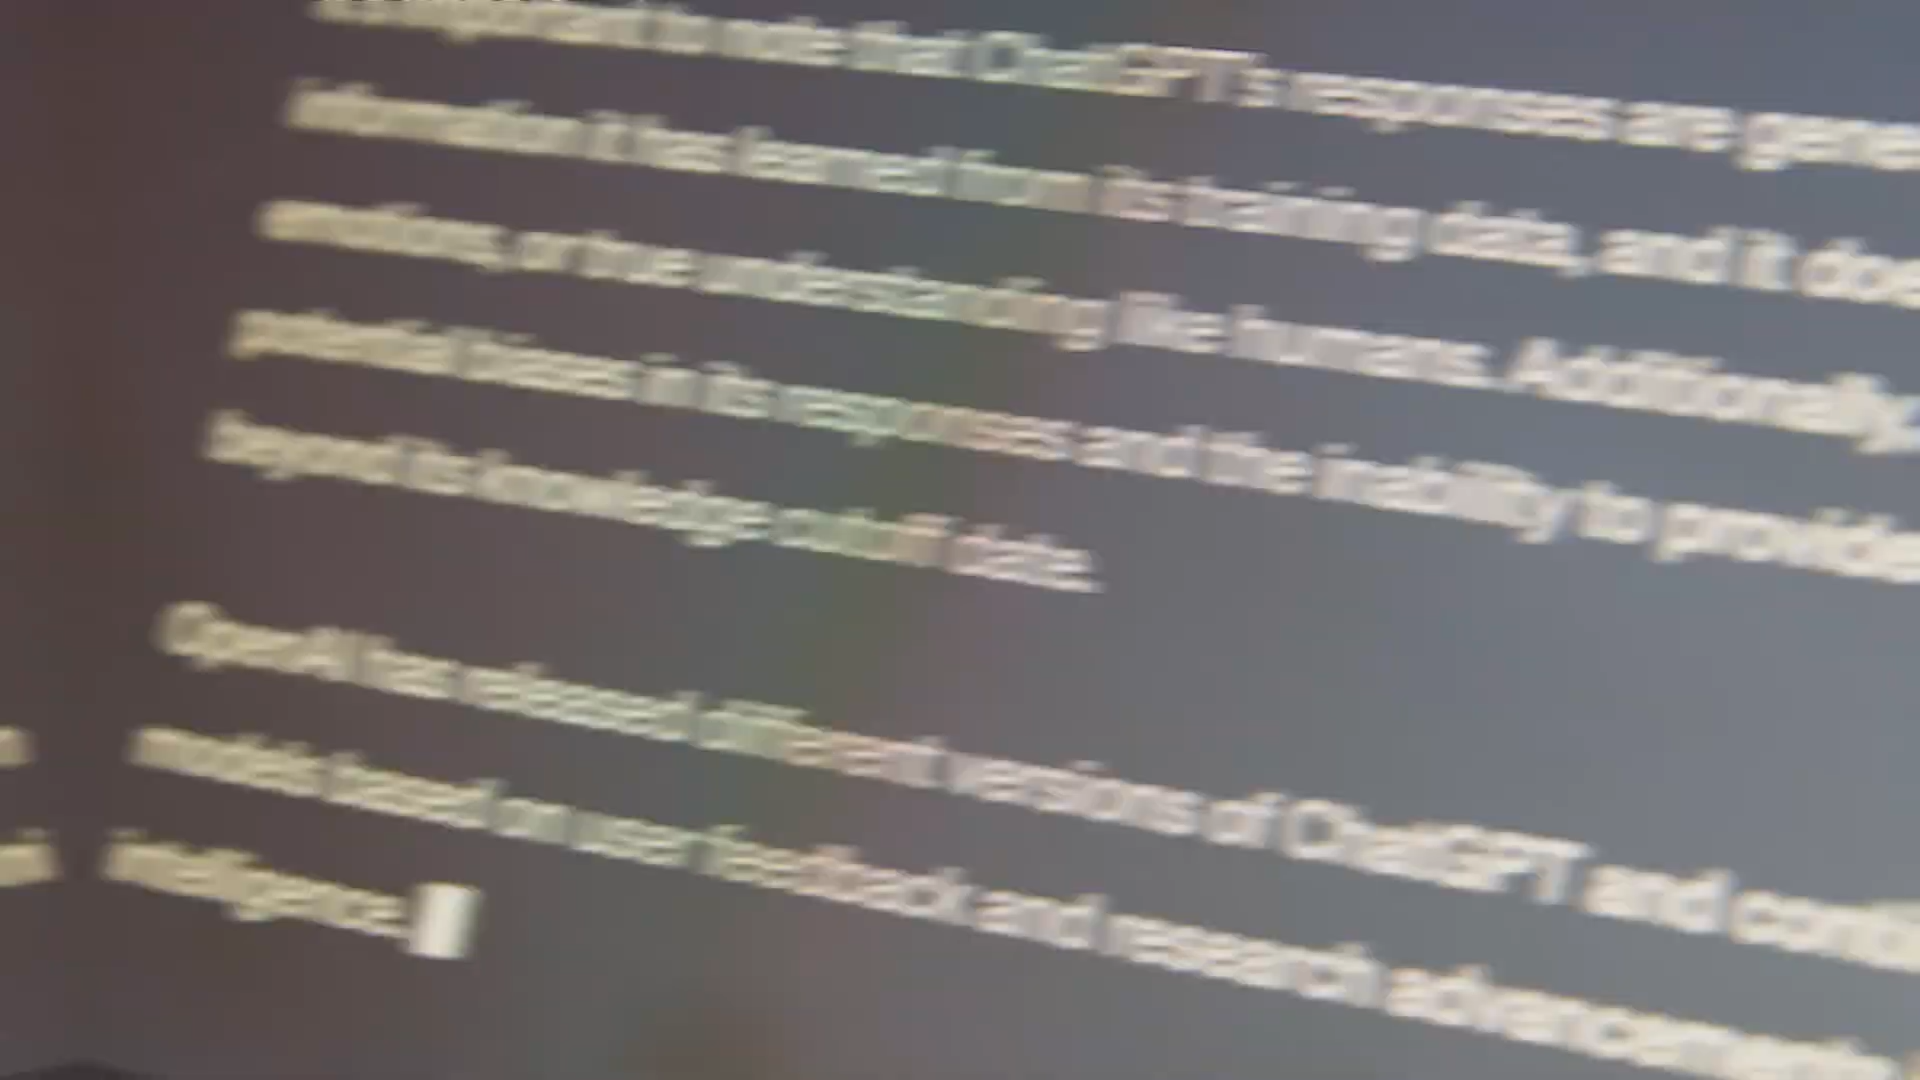 important to note that ChatGPT's responses are gene
information it has learned from its training data, and it doe
emotions, or true understanding like humans. Additionally,
potential biases in its responses and the inability to provide
beyond its knowledge cutoff date.
OpenAI has released different versions of ChatGPT and conti
models based on user feedback and research advancements
intelligence.